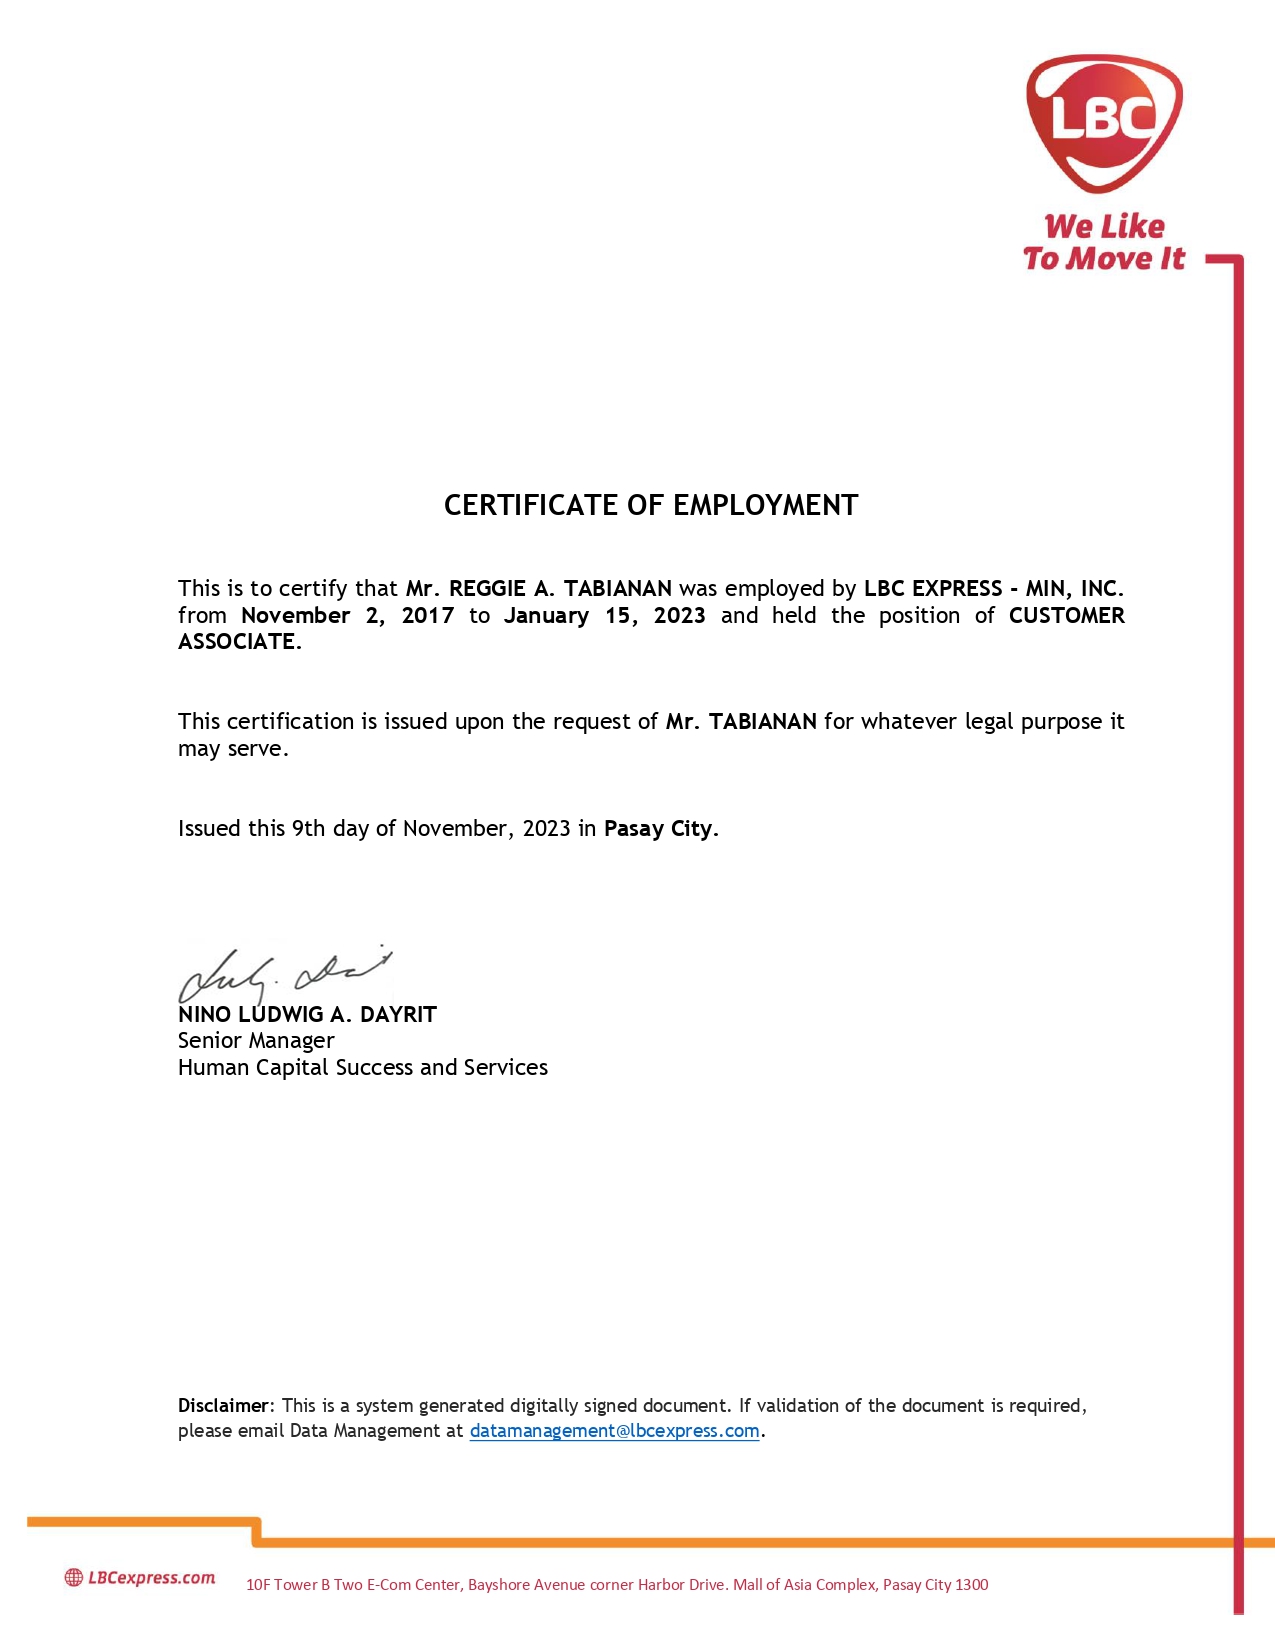 LBC
We Like
To Move It
CERTIFICATE OF EMPLOYMENT
This is to certify that Mr. REGGIE A. TABIANAN was employed by LBC EXPRESS - MIN, INC.
from November 2, 2017 to January 15, 2023 and held the position of CUSTOMER
ASSOCIATE.
This certification is issued upon the request of Mr. TABIANAN for whatever legal purpose it
may serve.
Issued this 9th day of November, 2023 in Pasay City.
NINO LUDWIG A. DAYRIT
Senior Manager
Human Capital Success and Services
Disclaimer: This is a system generated digitally signed document. If validation of the document is required,
please email Data Management at datamanagement@lbcexpress.com.
LBCexpress.com
10F Tower B Two E-Com Center, Bayshore Avenue corner Harbor Drive. Mall of Asia Complex, Pasay City 1300